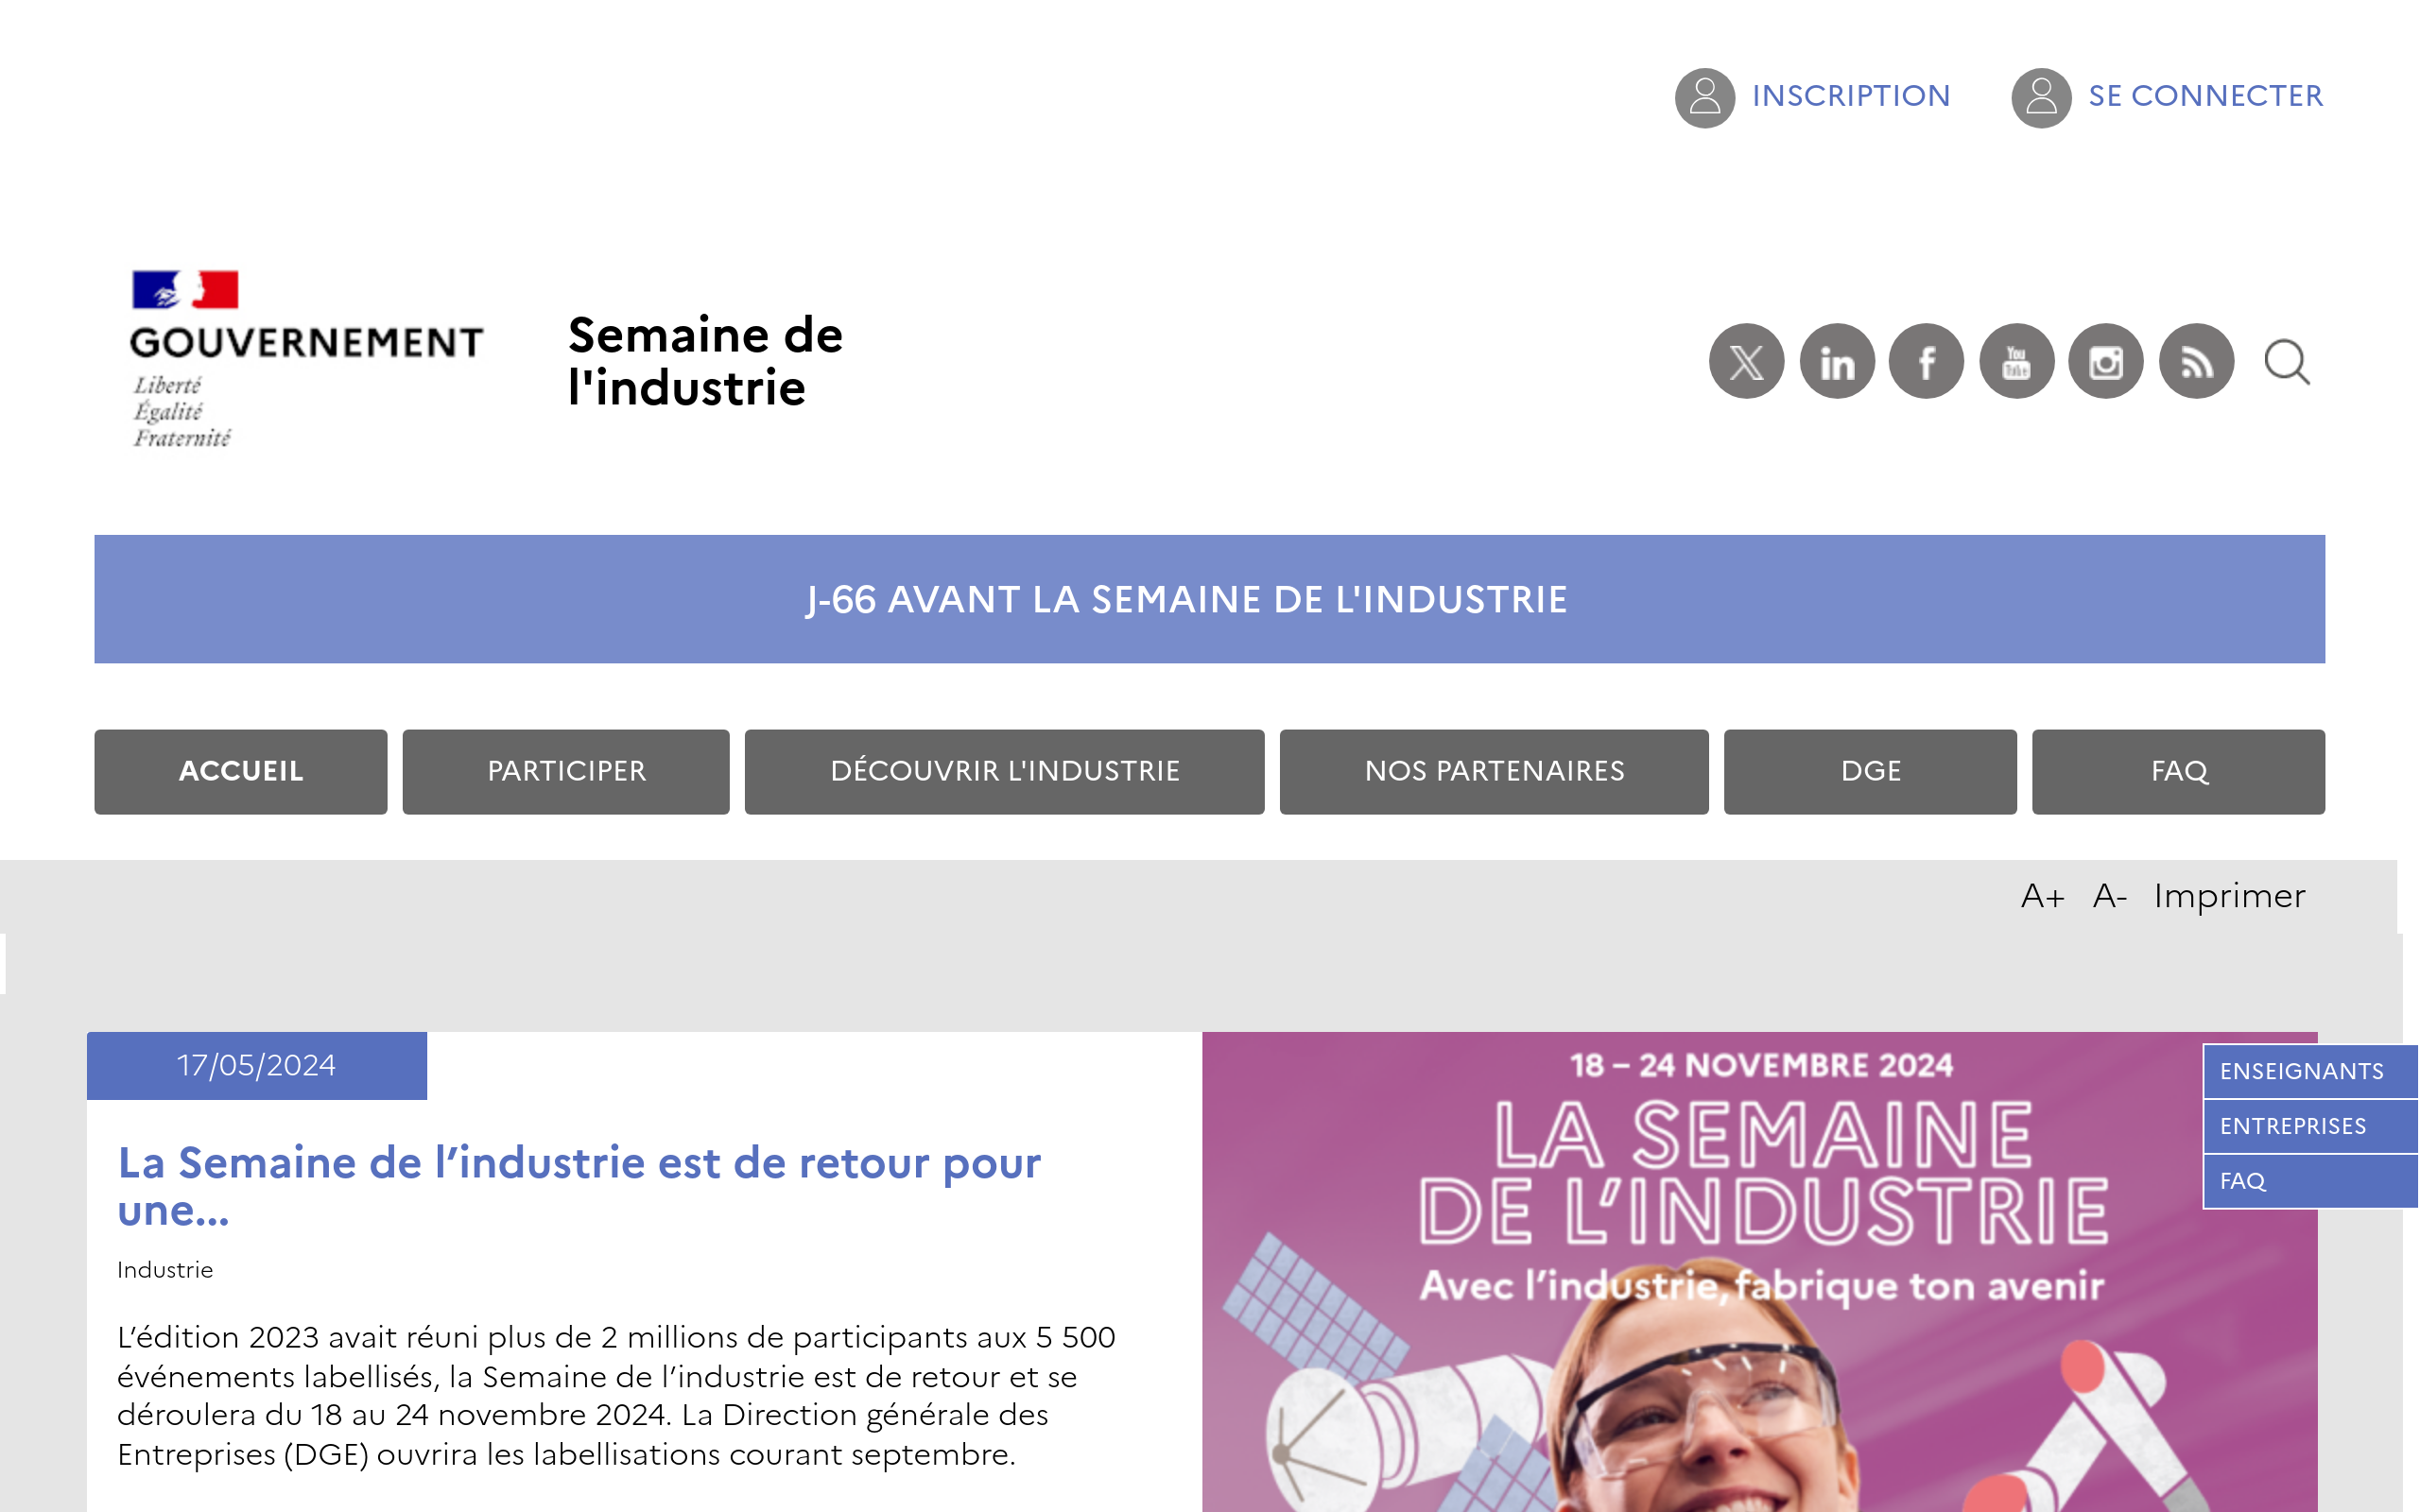 INSCRIPTION
SE CONNECTER
GOUVERNEMENT
Liberté
Égalité
Fraternité
Semaine de
l'industrie
J-66 AVANT LA SEMAINE DE L'INDUSTRIE
ACCUEIL
PARTICIPER
DÉCOUVRIR L'INDUSTRIE
NOS PARTENAIRES
DGE
FAQ
A+ A- Imprimer
17/05/2024
La Semaine de l’industrie est de retour pour
une...
Industrie
L’édition 2023 avait réuni plus de 2 millions de participants aux 5 500
événements labellisés, la Semaine de l’industrie est de retour et se
déroulera du 18 au 24 novembre 2024. La Direction générale des
Entreprises (DGE) ouvrira les labellisations courant septembre.
18 – 24 NOVEMBRE 2024
LA SEMAINE
DE L’INDUSTRIE
Avec l’industrie, fabrique ton avenir
ENSEIGNANTS
ENTREPRISES
FAQ